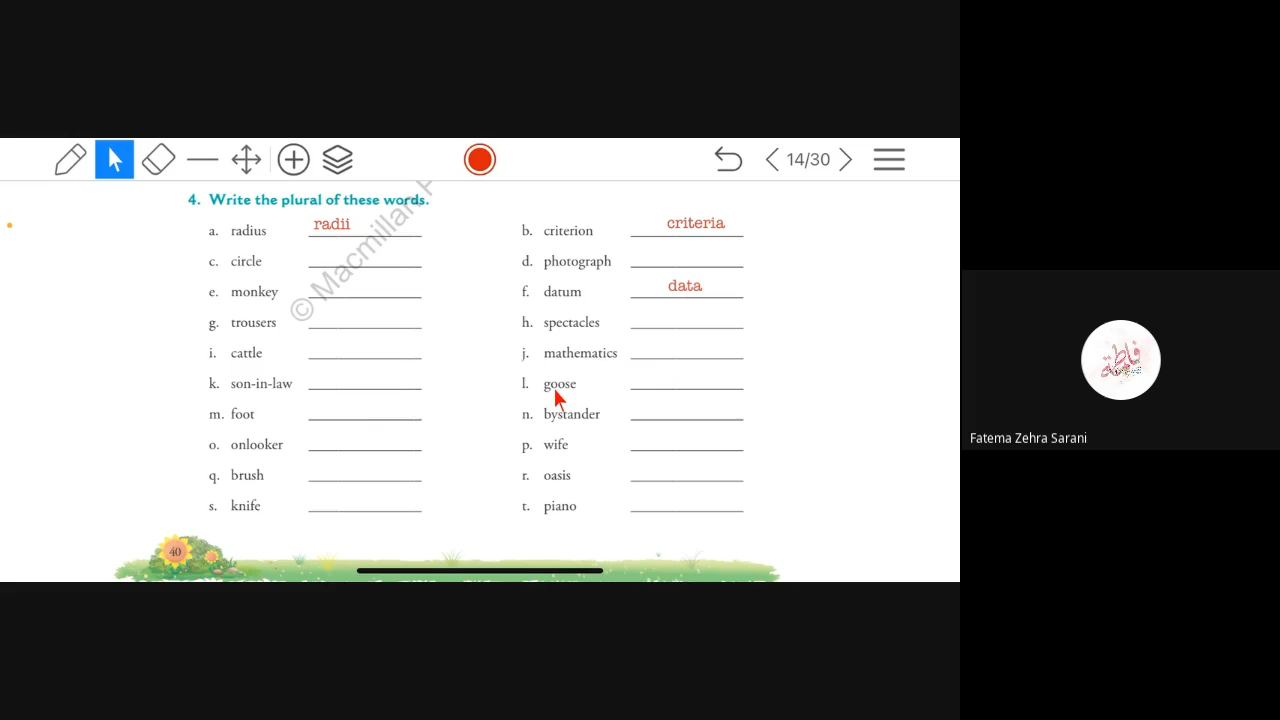 14/30
4. Write the plural of these words.
a. radius radii b. criterion criteria
c. circle d. photograph
e. monkey f. datum data
g. trousers h. spectacles
i. cattle j. mathematics
k. son-in-law l. goose
m. foot n. bystander
o. onlooker p. wife
q. brush r. oasis
s. knife t. piano
40
© Macmillan
Fatema Zehra Sarani